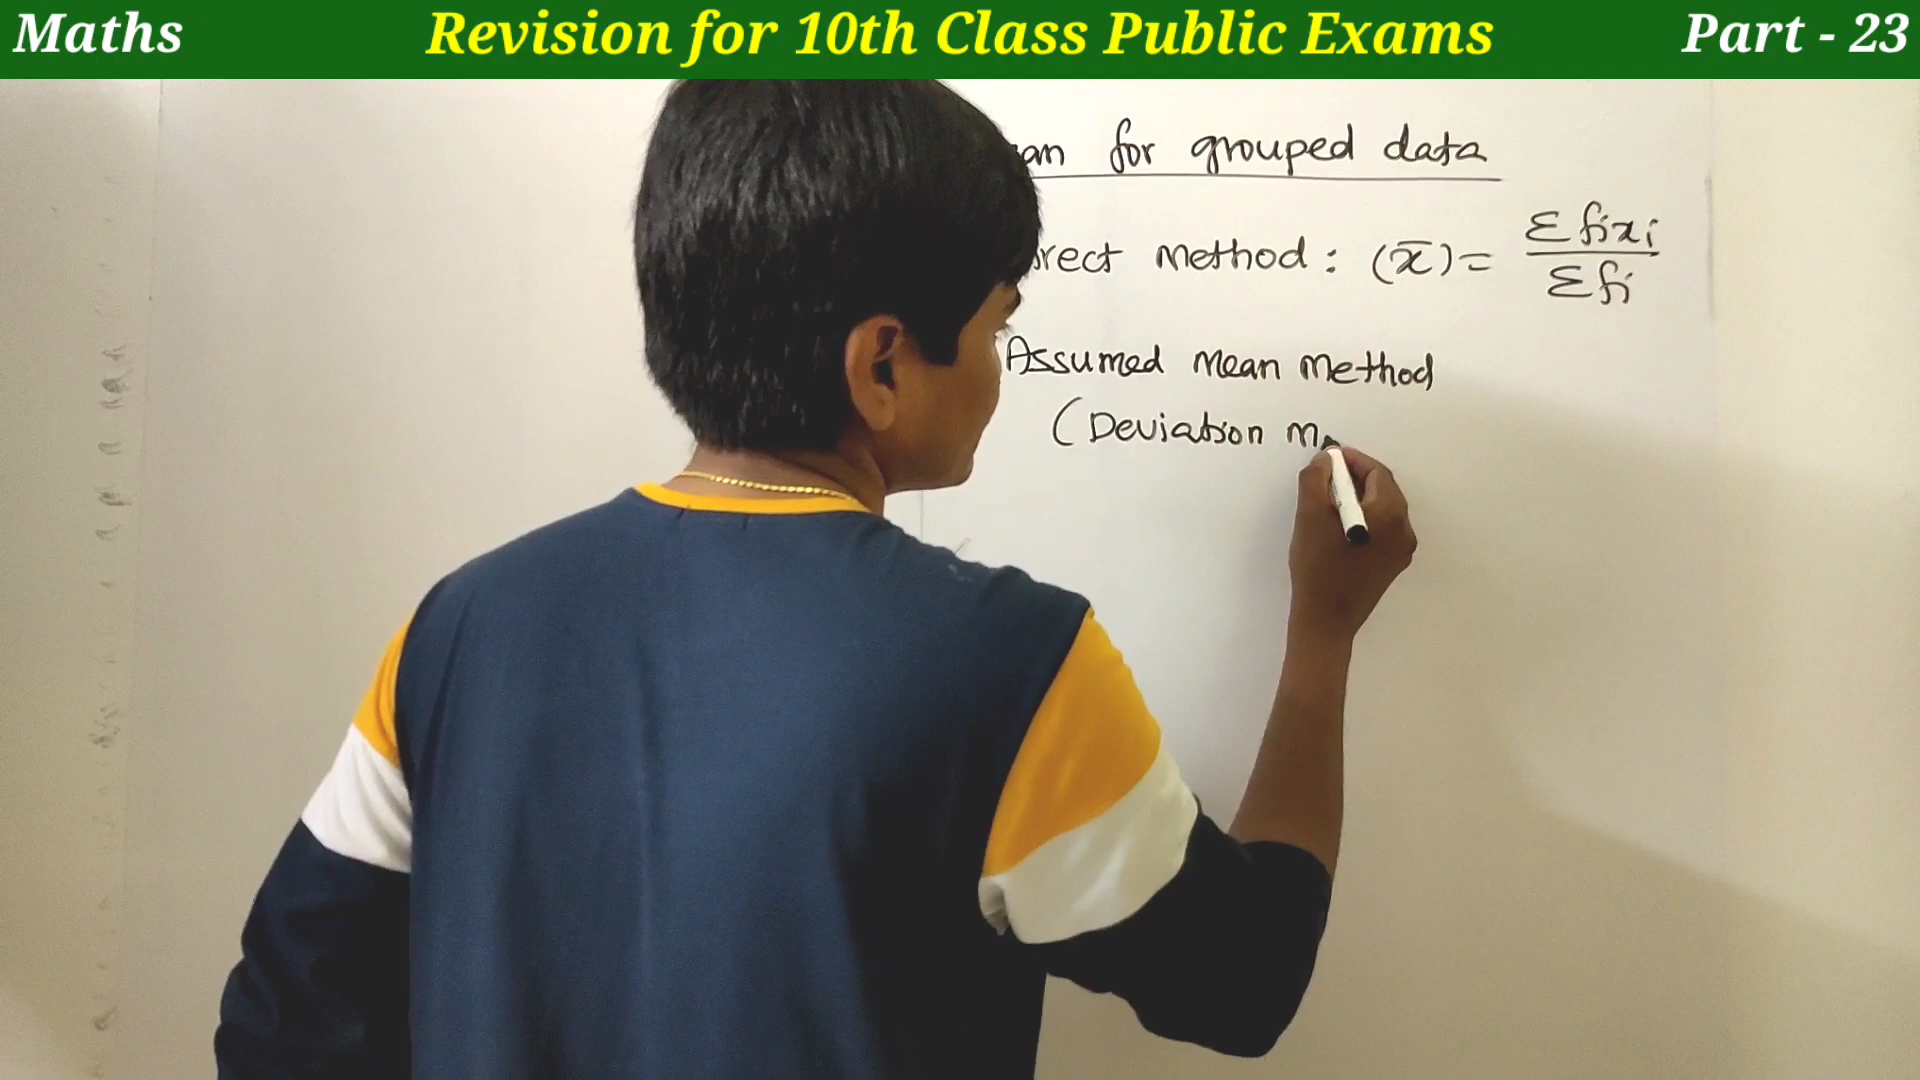 Maths Revision for 10th Class Public Exams Part - 23
for grouped data
Method : (x̄) = Σfixi / Σfi
Assumed Mean Method
(Deviation M